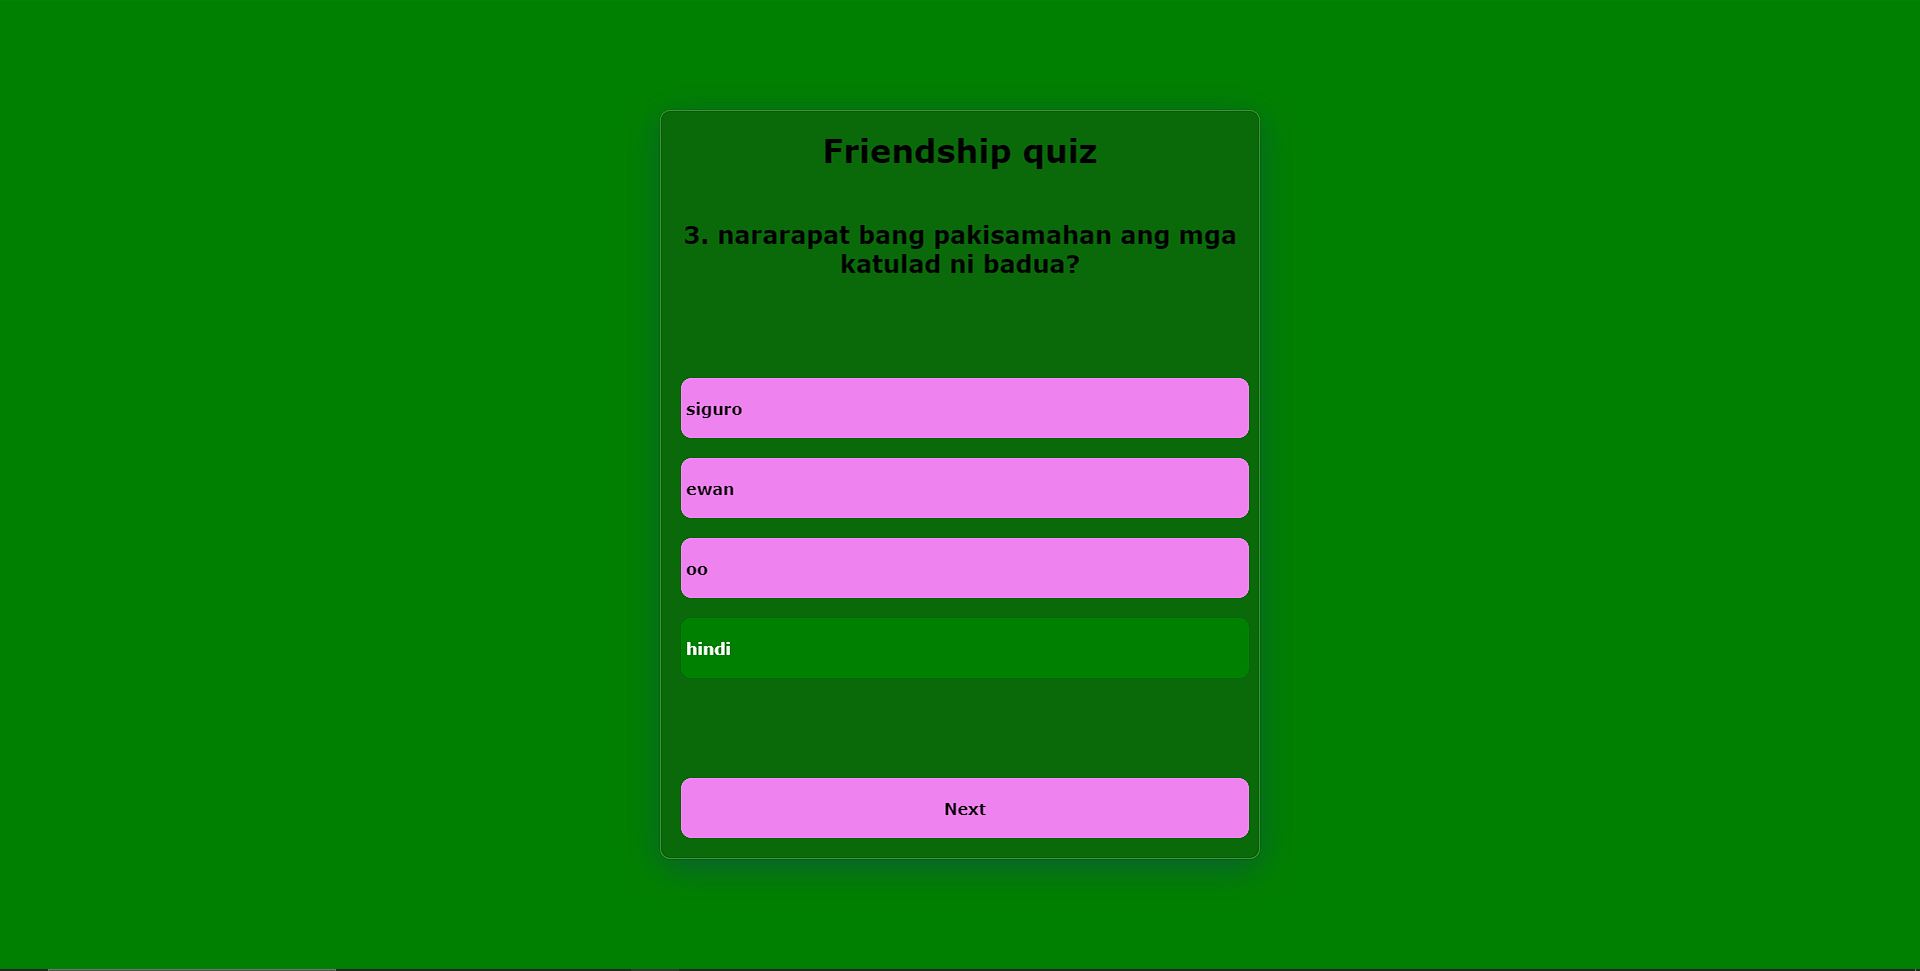 Friendship quiz
3. nararapat bang pakisamahan ang mga
katulad ni badua?
siguro
ewan
oo
hindi
Next